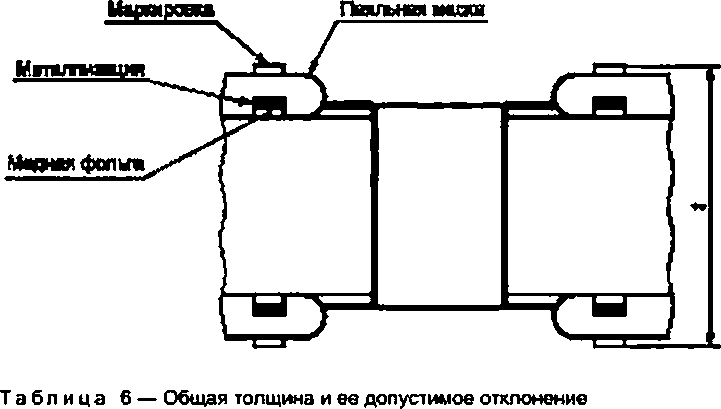 Маркировка
Паяльная маска
Металлизация
Медная фольга
t
Таблица 6 — Общая толщина и ее допустимое отклонение